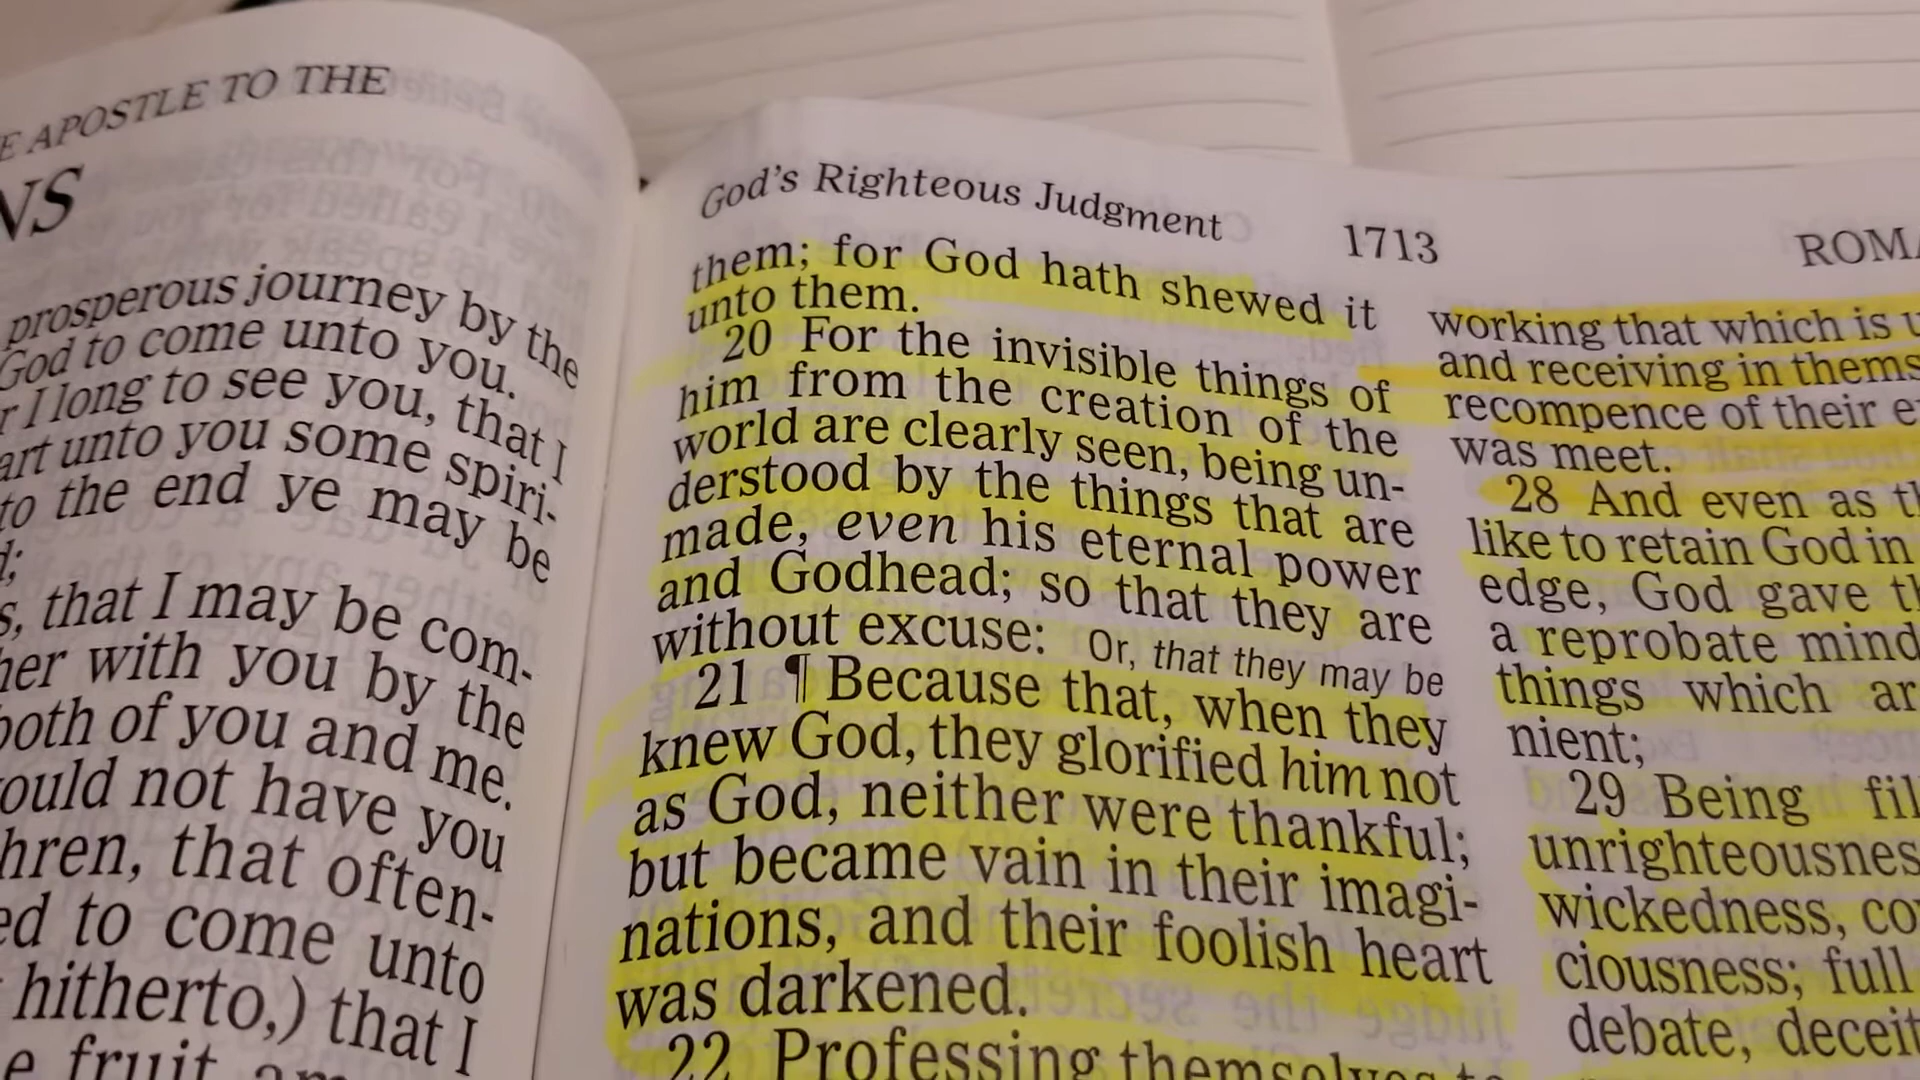 APOSTLE TO THE
NS
prosperous journey by the
God to come unto you.
I long to see you, that I
art unto you some spiri-
to the end ye may be
d;
s, that I may be com-
her with you by the
both of you and me.
ould not have you
hren, that often-
ed to come unto
hitherto,) that I
e fruit
God's Righteous Judgment
them; for God hath shewed it
unto them.
20 For the invisible things of
him from the creation of the
world are clearly seen, being un-
derstood by the things that are
made, even his eternal power
and Godhead; so that they are
without excuse: Or, that they may be
21 ¶ Because that, when they
knew God, they glorified him not
as God, neither were thankful;
but became vain in their imagi-
nations, and their foolish heart
was darkened.
22 Professing themselves to
1713
ROMA
working that which is u
and receiving in thems
recompence of their e
was meet.
28 And even as th
like to retain God in
edge, God gave th
a reprobate mind
things which ar
nient;
29 Being fil
unrighteousnes
wickedness, co
ciousness; full
debate, deceit